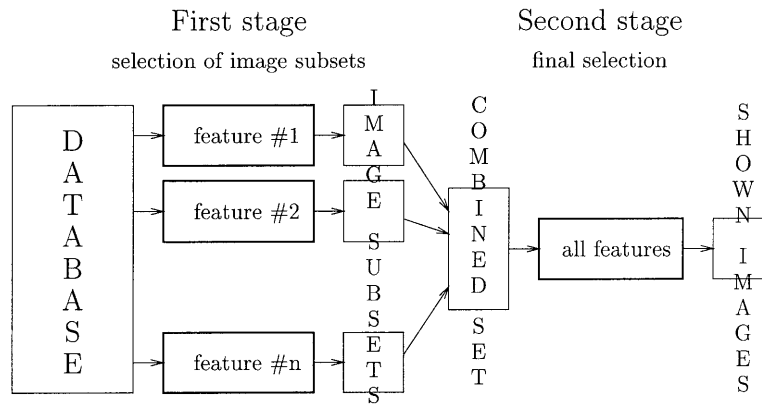 First stage
selection of image subsets
Second stage
final selection
DATABASE
feature #1
feature #2
feature #n
IMAGE SUBSETS
COMBINED SET
all features
SHOWN IMAGES